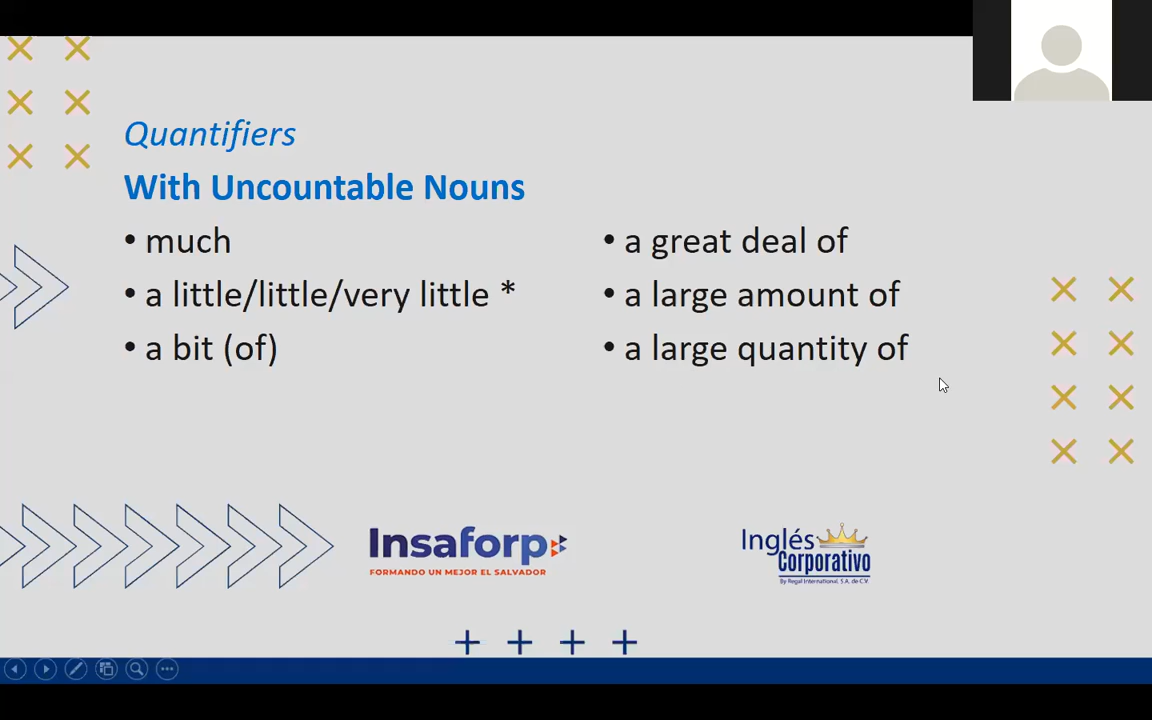 Quantifiers
With Uncountable Nouns
• much
• a little/little/very little *
• a bit (of)
• a great deal of
• a large amount of
• a large quantity of
Insaforp
FORMANDO UN MEJOR EL SALVADOR
Inglés
Corporativo
By Regal International, S.A. de C.V.